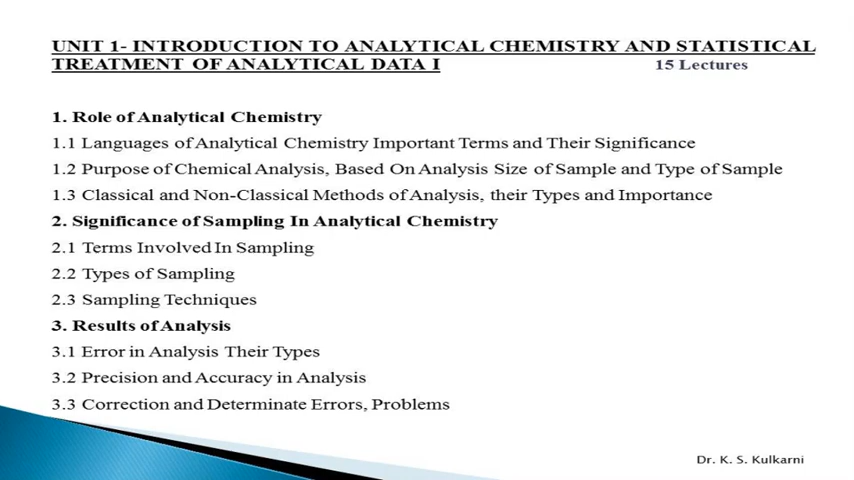 UNIT 1- INTRODUCTION TO ANALYTICAL CHEMISTRY AND STATISTICAL
TREATMENT OF ANALYTICAL DATA I 15 Lectures
1. Role of Analytical Chemistry
1.1 Languages of Analytical Chemistry Important Terms and Their Significance
1.2 Purpose of Chemical Analysis, Based On Analysis Size of Sample and Type of Sample
1.3 Classical and Non-Classical Methods of Analysis, their Types and Importance
2. Significance of Sampling In Analytical Chemistry
2.1 Terms Involved In Sampling
2.2 Types of Sampling
2.3 Sampling Techniques
3. Results of Analysis
3.1 Error in Analysis Their Types
3.2 Precision and Accuracy in Analysis
3.3 Correction and Determinate Errors, Problems
Dr. K. S. Kulkarni